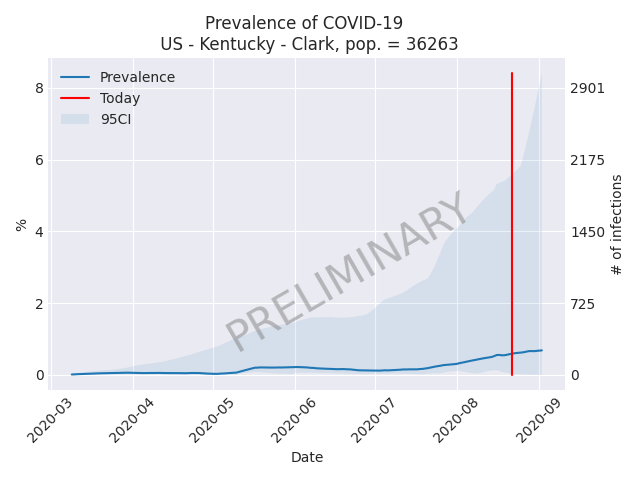 Prevalence of COVID-19
US - Kentucky - Clark, pop. = 36263
Prevalence
Today
95CI
8
6
4
2
0
%
2901
2175
1450
725
0
# of infections
PRELIMINARY
2020-03
2020-04
2020-05
2020-06
2020-07
2020-08
2020-09
Date